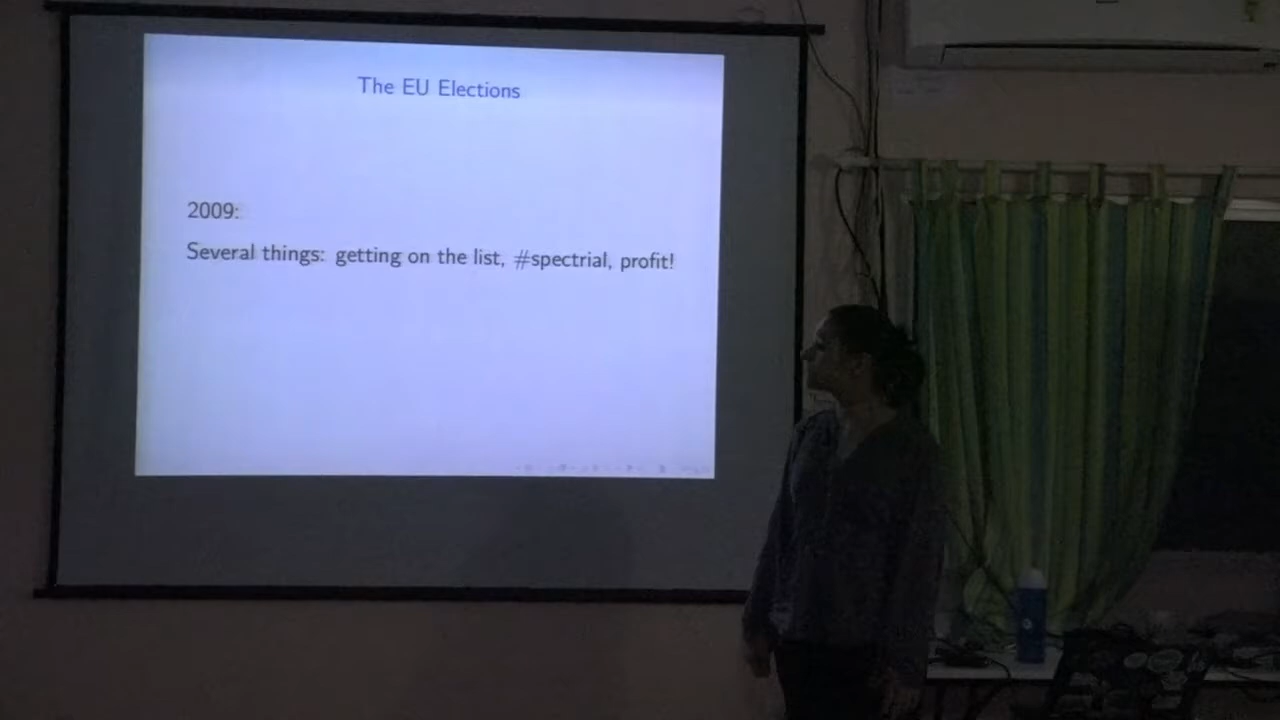 The EU Elections
2009:
Several things: getting on the list, #spectrial, profit!